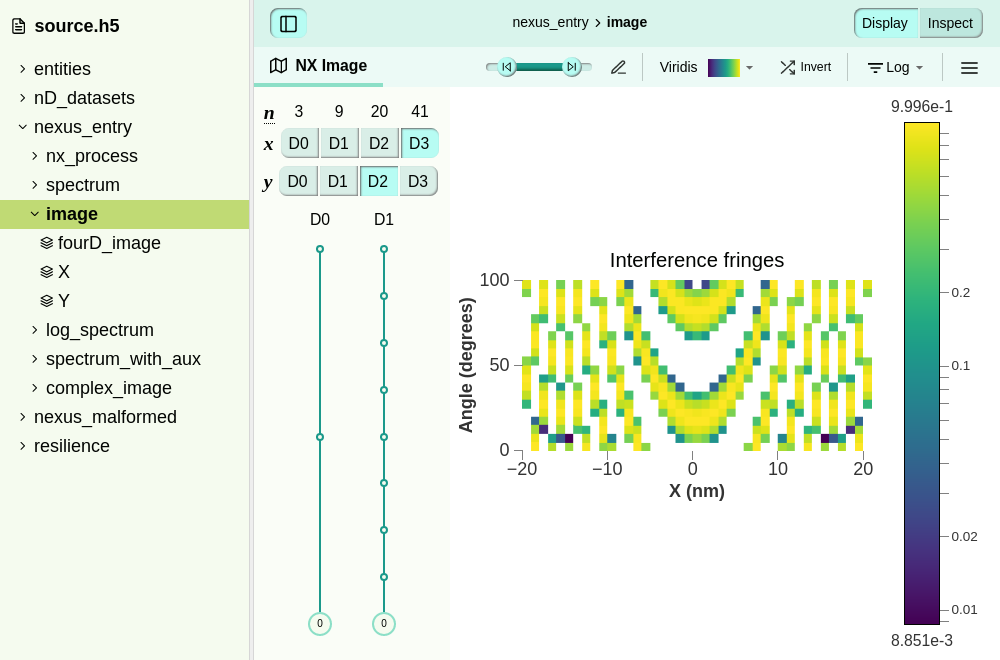 source.h5
entities
nD_datasets
nexus_entry
nx_process
spectrum
image
fourD_image
X
Y
log_spectrum
spectrum_with_aux
complex_image
nexus_malformed
resilience
nexus_entry › image
Display
Inspect
NX Image
Viridis
Invert
Log
n 3 9 20 41
x D0 D1 D2 D3
y D0 D1 D2 D3
D0 D1
0 0
Interference fringes
Angle (degrees)
100
50
0
−20 −10 0 10 20
X (nm)
9.996e-1
0.2
0.1
0.02
0.01
8.851e-3